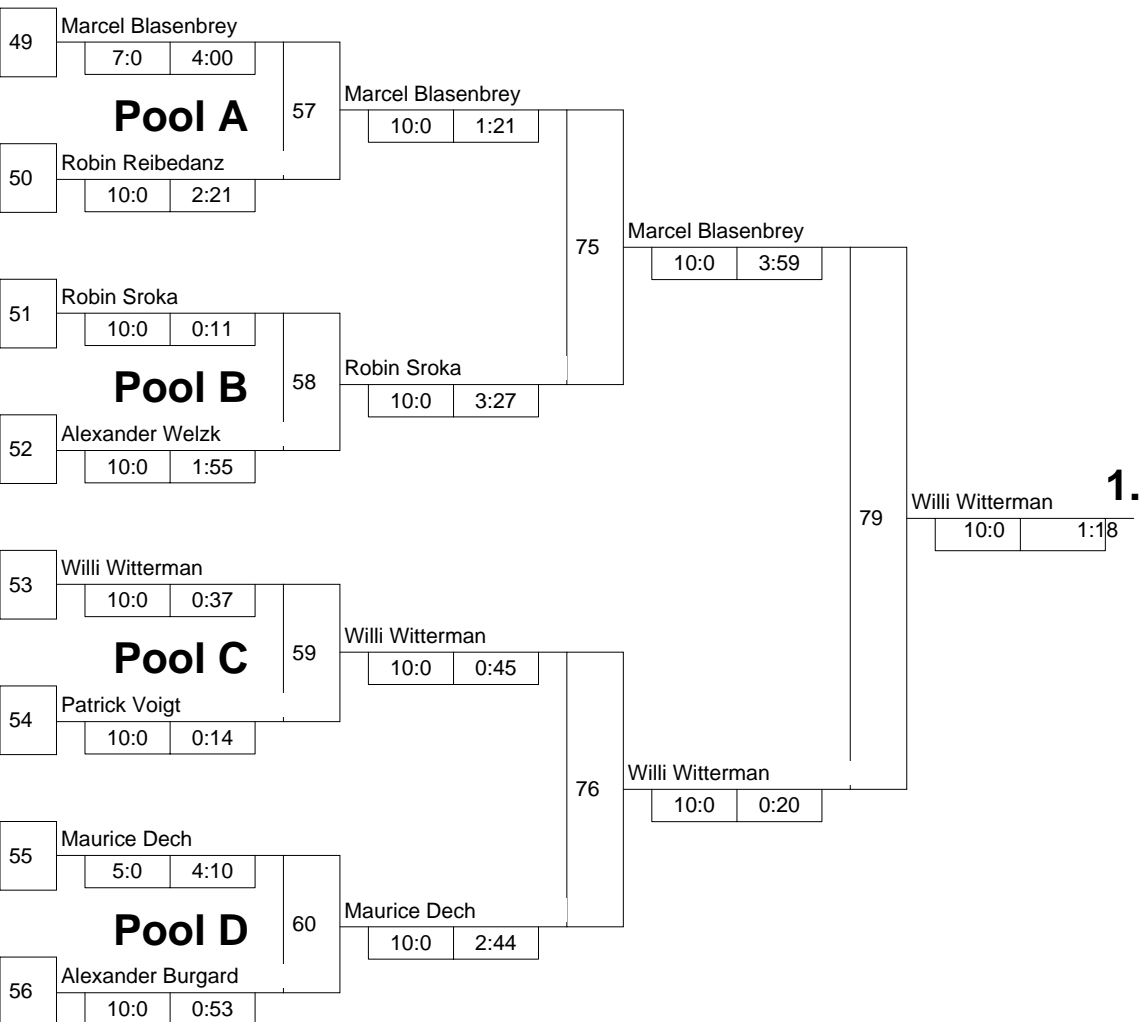 49
Marcel Blasenbrey
7:0 4:00
Pool A
57
Marcel Blasenbrey
10:0 1:21
50
Robin Reibedanz
10:0 2:21
75
Marcel Blasenbrey
10:0 3:59
51
Robin Sroka
10:0 0:11
Pool B
58
Robin Sroka
10:0 3:27
52
Alexander Welzk
10:0 1:55
79
Willi Witterman 1.
10:0 1:18
53
Willi Witterman
10:0 0:37
Pool C
59
Willi Witterman
10:0 0:45
54
Patrick Voigt
10:0 0:14
76
Willi Witterman
10:0 0:20
55
Maurice Dech
5:0 4:10
Pool D
60
Maurice Dech
10:0 2:44
56
Alexander Burgard
10:0 0:53